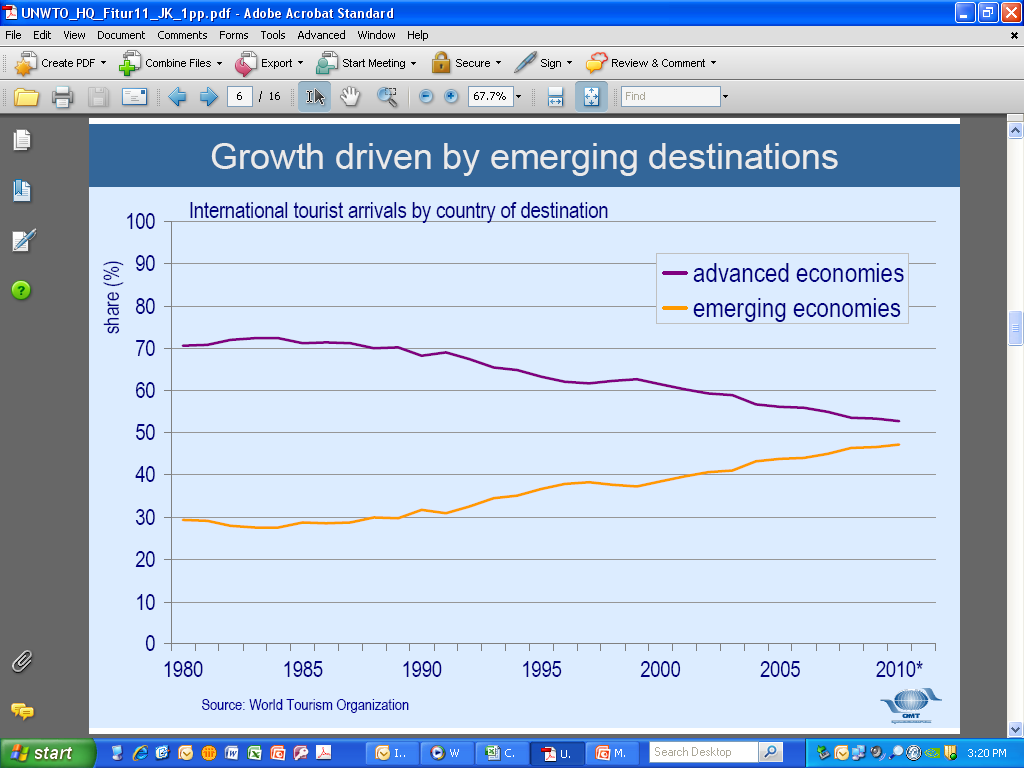 UNWTO_HQ_Fitur11_JK_1pp.pdf - Adobe Acrobat Standard
File Edit View Document Comments Forms Tools Advanced Window Help
Create PDF Combine Files Export Start Meeting Secure Sign Review & Comment
6 / 16 67.7% Find
Growth driven by emerging destinations
International tourist arrivals by country of destination
share (%)
100
90
80
70
60
50
40
30
20
10
0
advanced economies
emerging economies
1980 1985 1990 1995 2000 2005 2010*
Source: World Tourism Organization
OMT
start I... W C. U. M. Search Desktop 3:20 PM